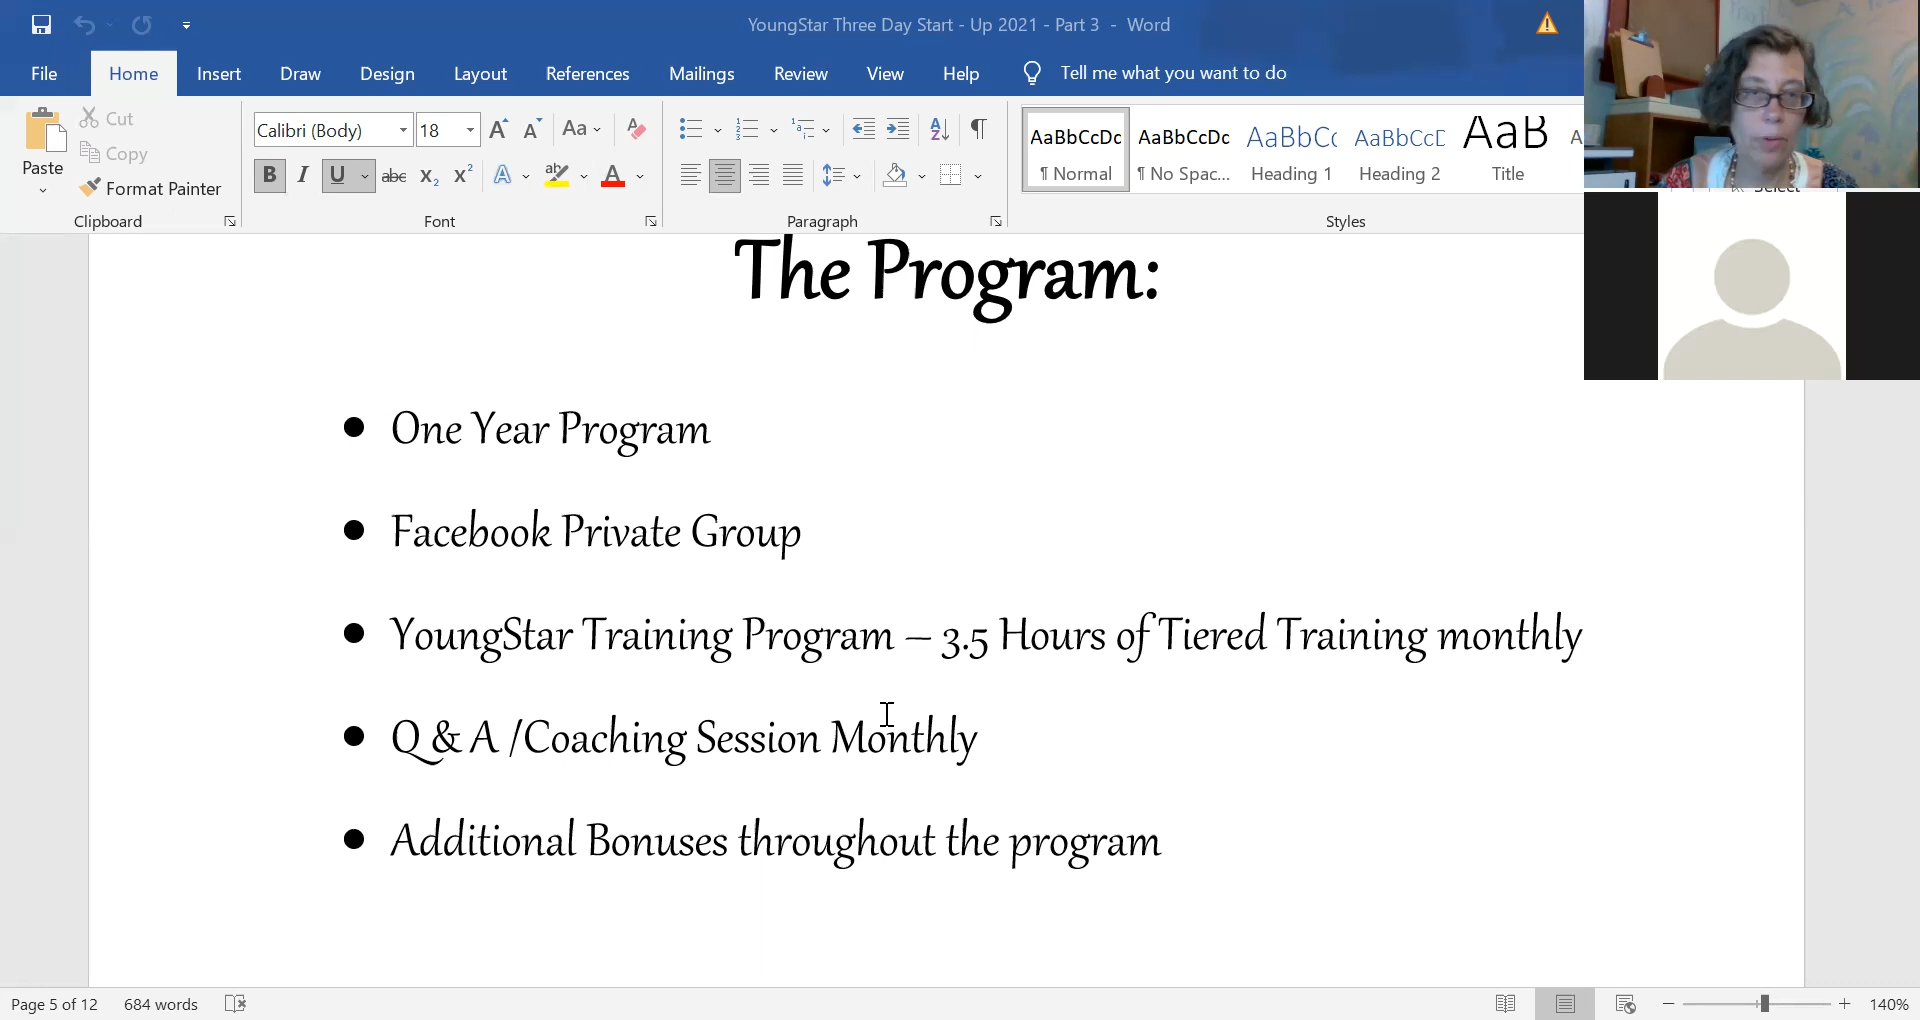 YoungStar Three Day Start - Up 2021 - Part 3 - Word
File Home Insert Draw Design Layout References Mailings Review View Help Tell me what you want to do
Paste
Cut
Copy
Format Painter
Clipboard
Calibri (Body) 18
Font
Paragraph
AaBbCcDc AaBbCcDc AaBbCc AaBbCcD AaB
¶ Normal ¶ No Spac... Heading 1 Heading 2 Title
Select
Styles
The Program:
● One Year Program
● Facebook Private Group
● YoungStar Training Program – 3.5 Hours of Tiered Training monthly
● Q & A /Coaching Session Monthly
● Additional Bonuses throughout the program
Page 5 of 12 684 words 140%